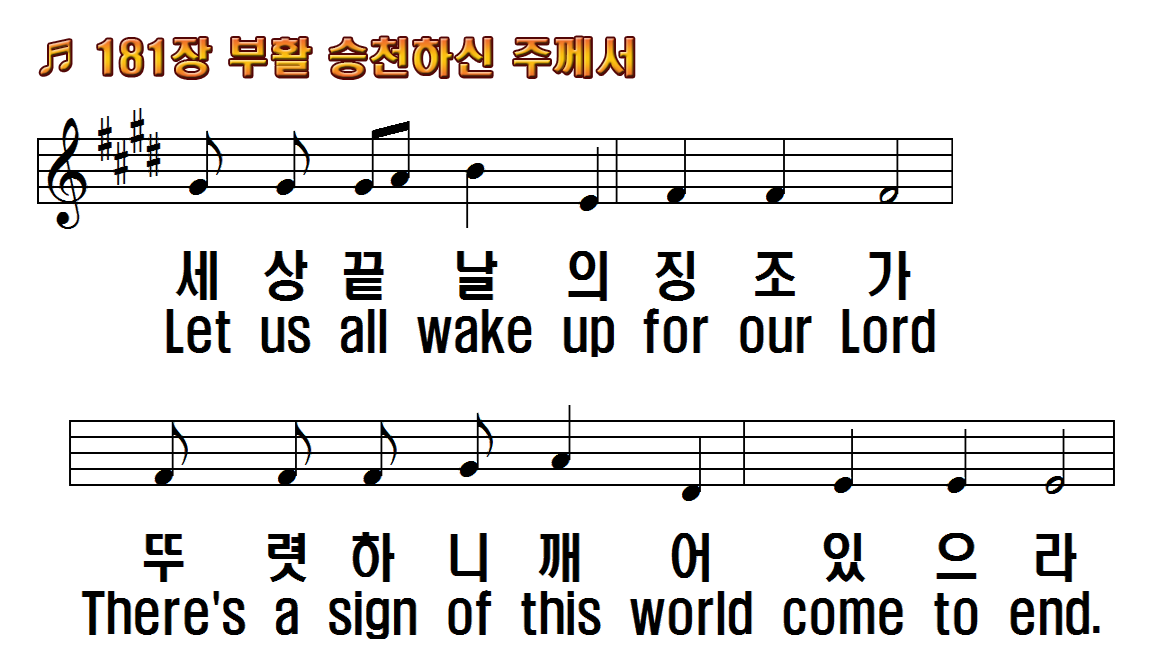 181장 부활 승천하신 주께서
세 상 끝 날 의 징 조 가
Let us all wake up for our Lord
뚜 렷 하 니 깨 어 있 으 라
There's a sign of this world come to end.